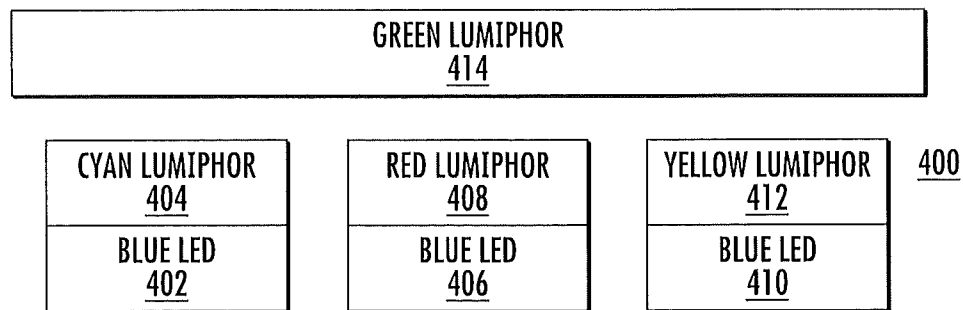 GREEN LUMIPHOR
414
CYAN LUMIPHOR
404
RED LUMIPHOR
408
YELLOW LUMIPHOR
412
400
BLUE LED
402
BLUE LED
406
BLUE LED
410